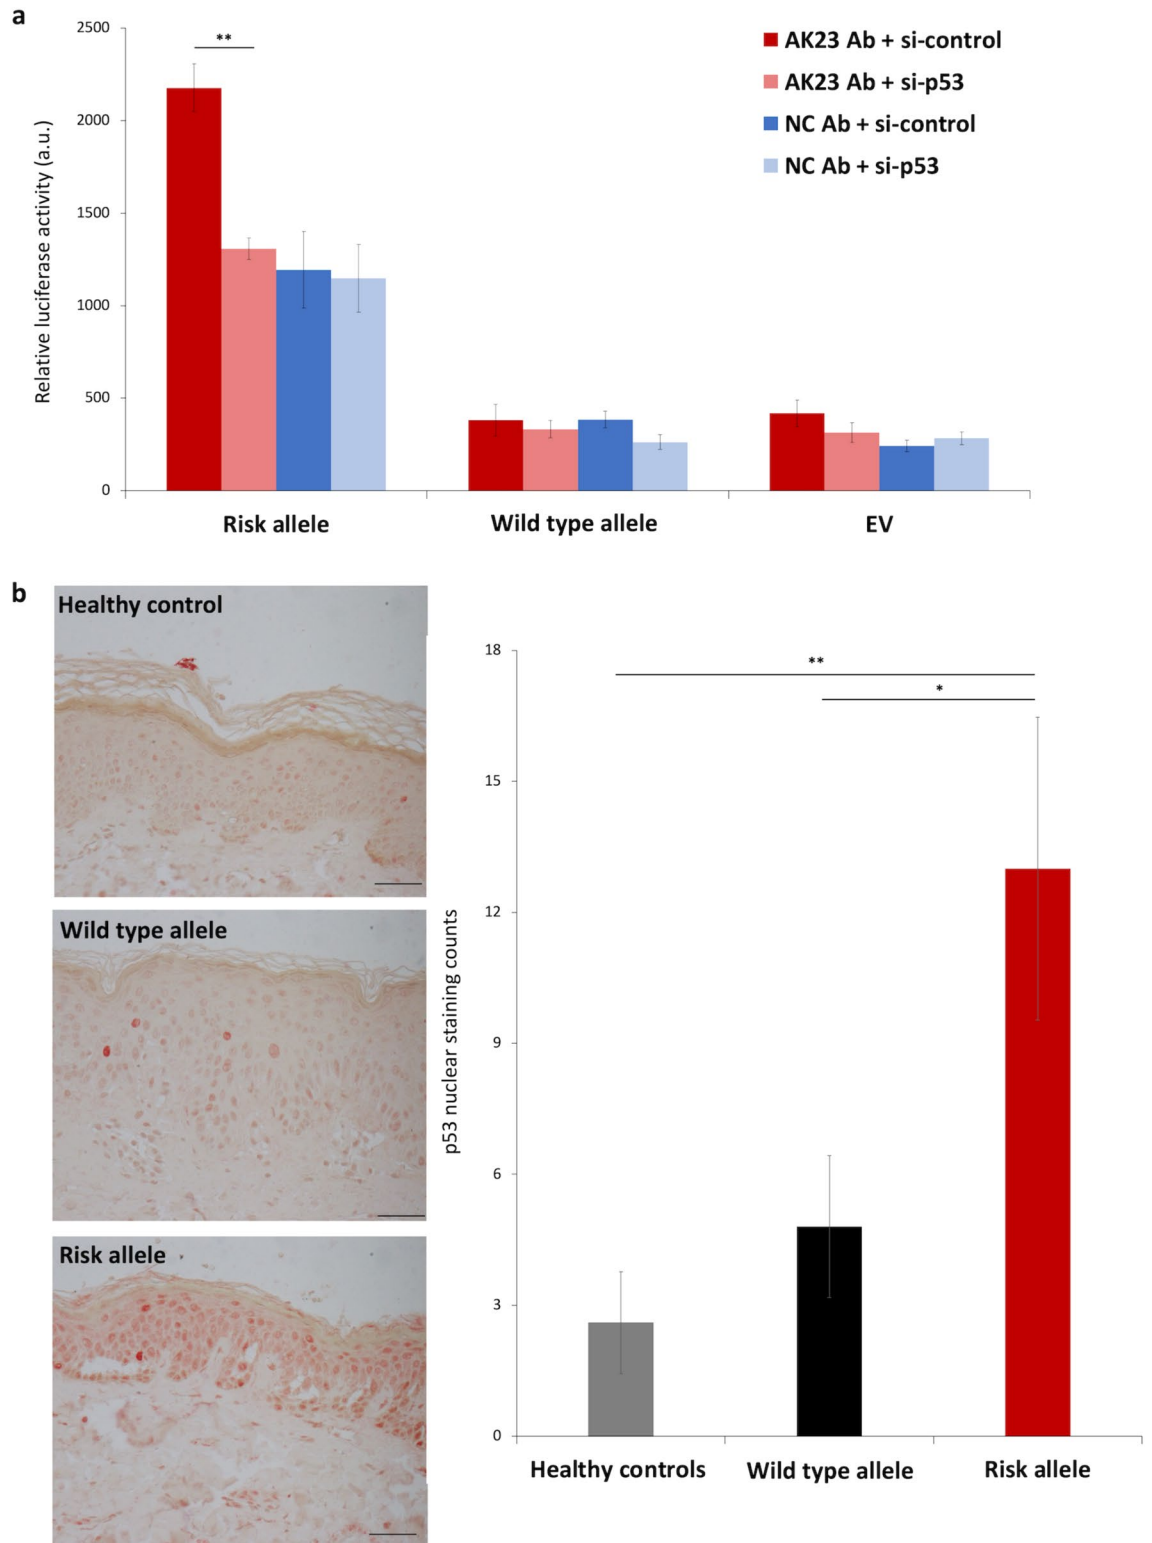 a
2500
2000
1500
1000
500
0
Relative luciferase activity (a.u.)
**
AK23 Ab + si-control
AK23 Ab + si-p53
NC Ab + si-control
NC Ab + si-p53
Risk allele
Wild type allele
EV
b
Healthy control
Wild type allele
Risk allele
p53 nuclear staining counts
18
15
12
9
6
3
0
**
*
Healthy controls
Wild type allele
Risk allele